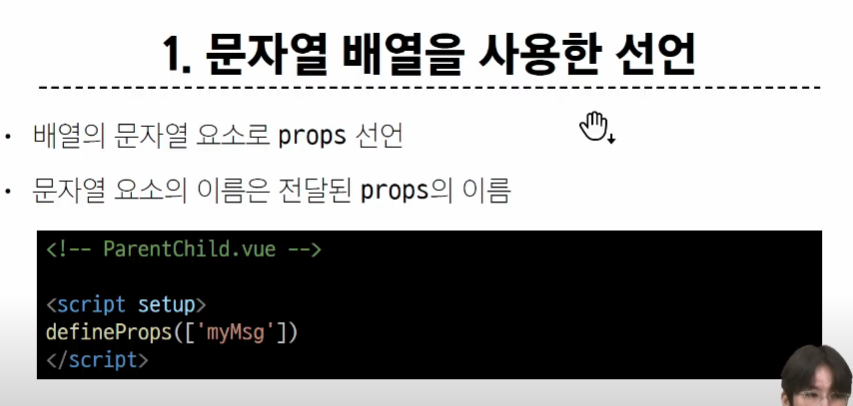 1. 문자열 배열을 사용한 선언
• 배열의 문자열 요소로 props 선언
• 문자열 요소의 이름은 전달된 props의 이름
<!-- ParentChild.vue -->
<script setup>
defineProps(['myMsg'])
</script>